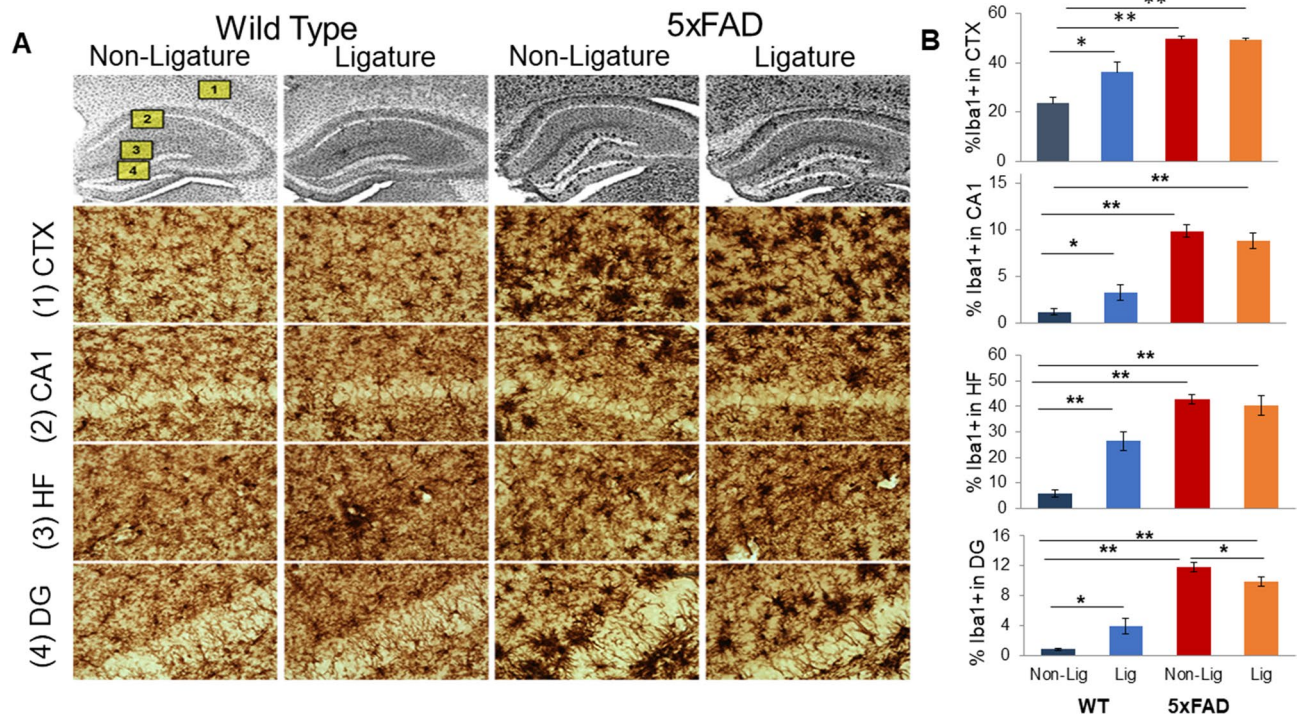 A
Wild Type
5xFAD
Non-Ligature
Ligature
Non-Ligature
Ligature
1
2
3
4
(1) CTX
(2) CA1
(3) HF
(4) DG
B
%Iba1+ in CTX
60
40
20
0
**
**
*
% Iba1+ in CA1
15
10
5
0
**
**
*
% Iba1+ in HF
60
50
40
30
20
10
0
**
**
**
% Iba1+ in DG
16
12
8
4
0
**
**
*
*
Non-Lig Lig Non-Lig Lig
WT 5xFAD